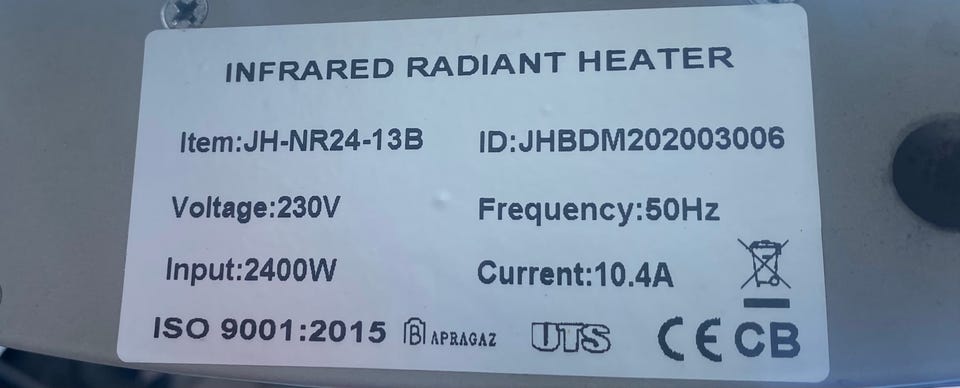 INFRARED RADIANT HEATER
Item:JH-NR24-13B ID:JHBDM202003006
Voltage:230V Frequency:50Hz
Input:2400W Current:10.4A
ISO 9001:2015 B APRAGAZ UTS CE CB